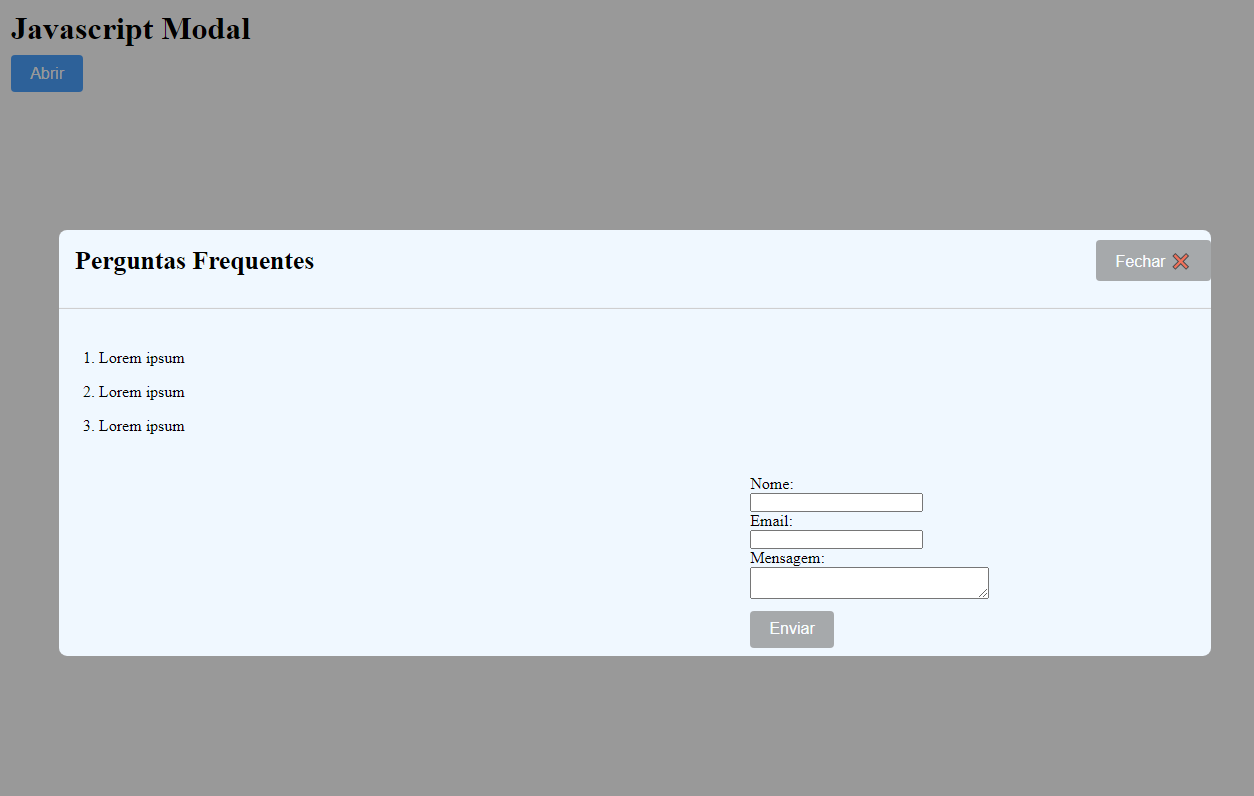 Javascript Modal
Abrir
Perguntas Frequentes
Fechar ❌
1. Lorem ipsum
2. Lorem ipsum
3. Lorem ipsum
Nome:
Email:
Mensagem:
Enviar